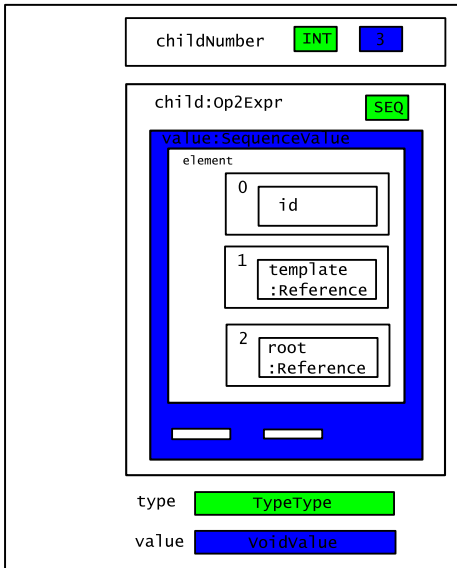 childNumber INT 3
child:Op2Expr SEQ
value:SequenceValue
element
0
id
1
template
:Reference
2
root
:Reference
type TypeType
value VoidValue